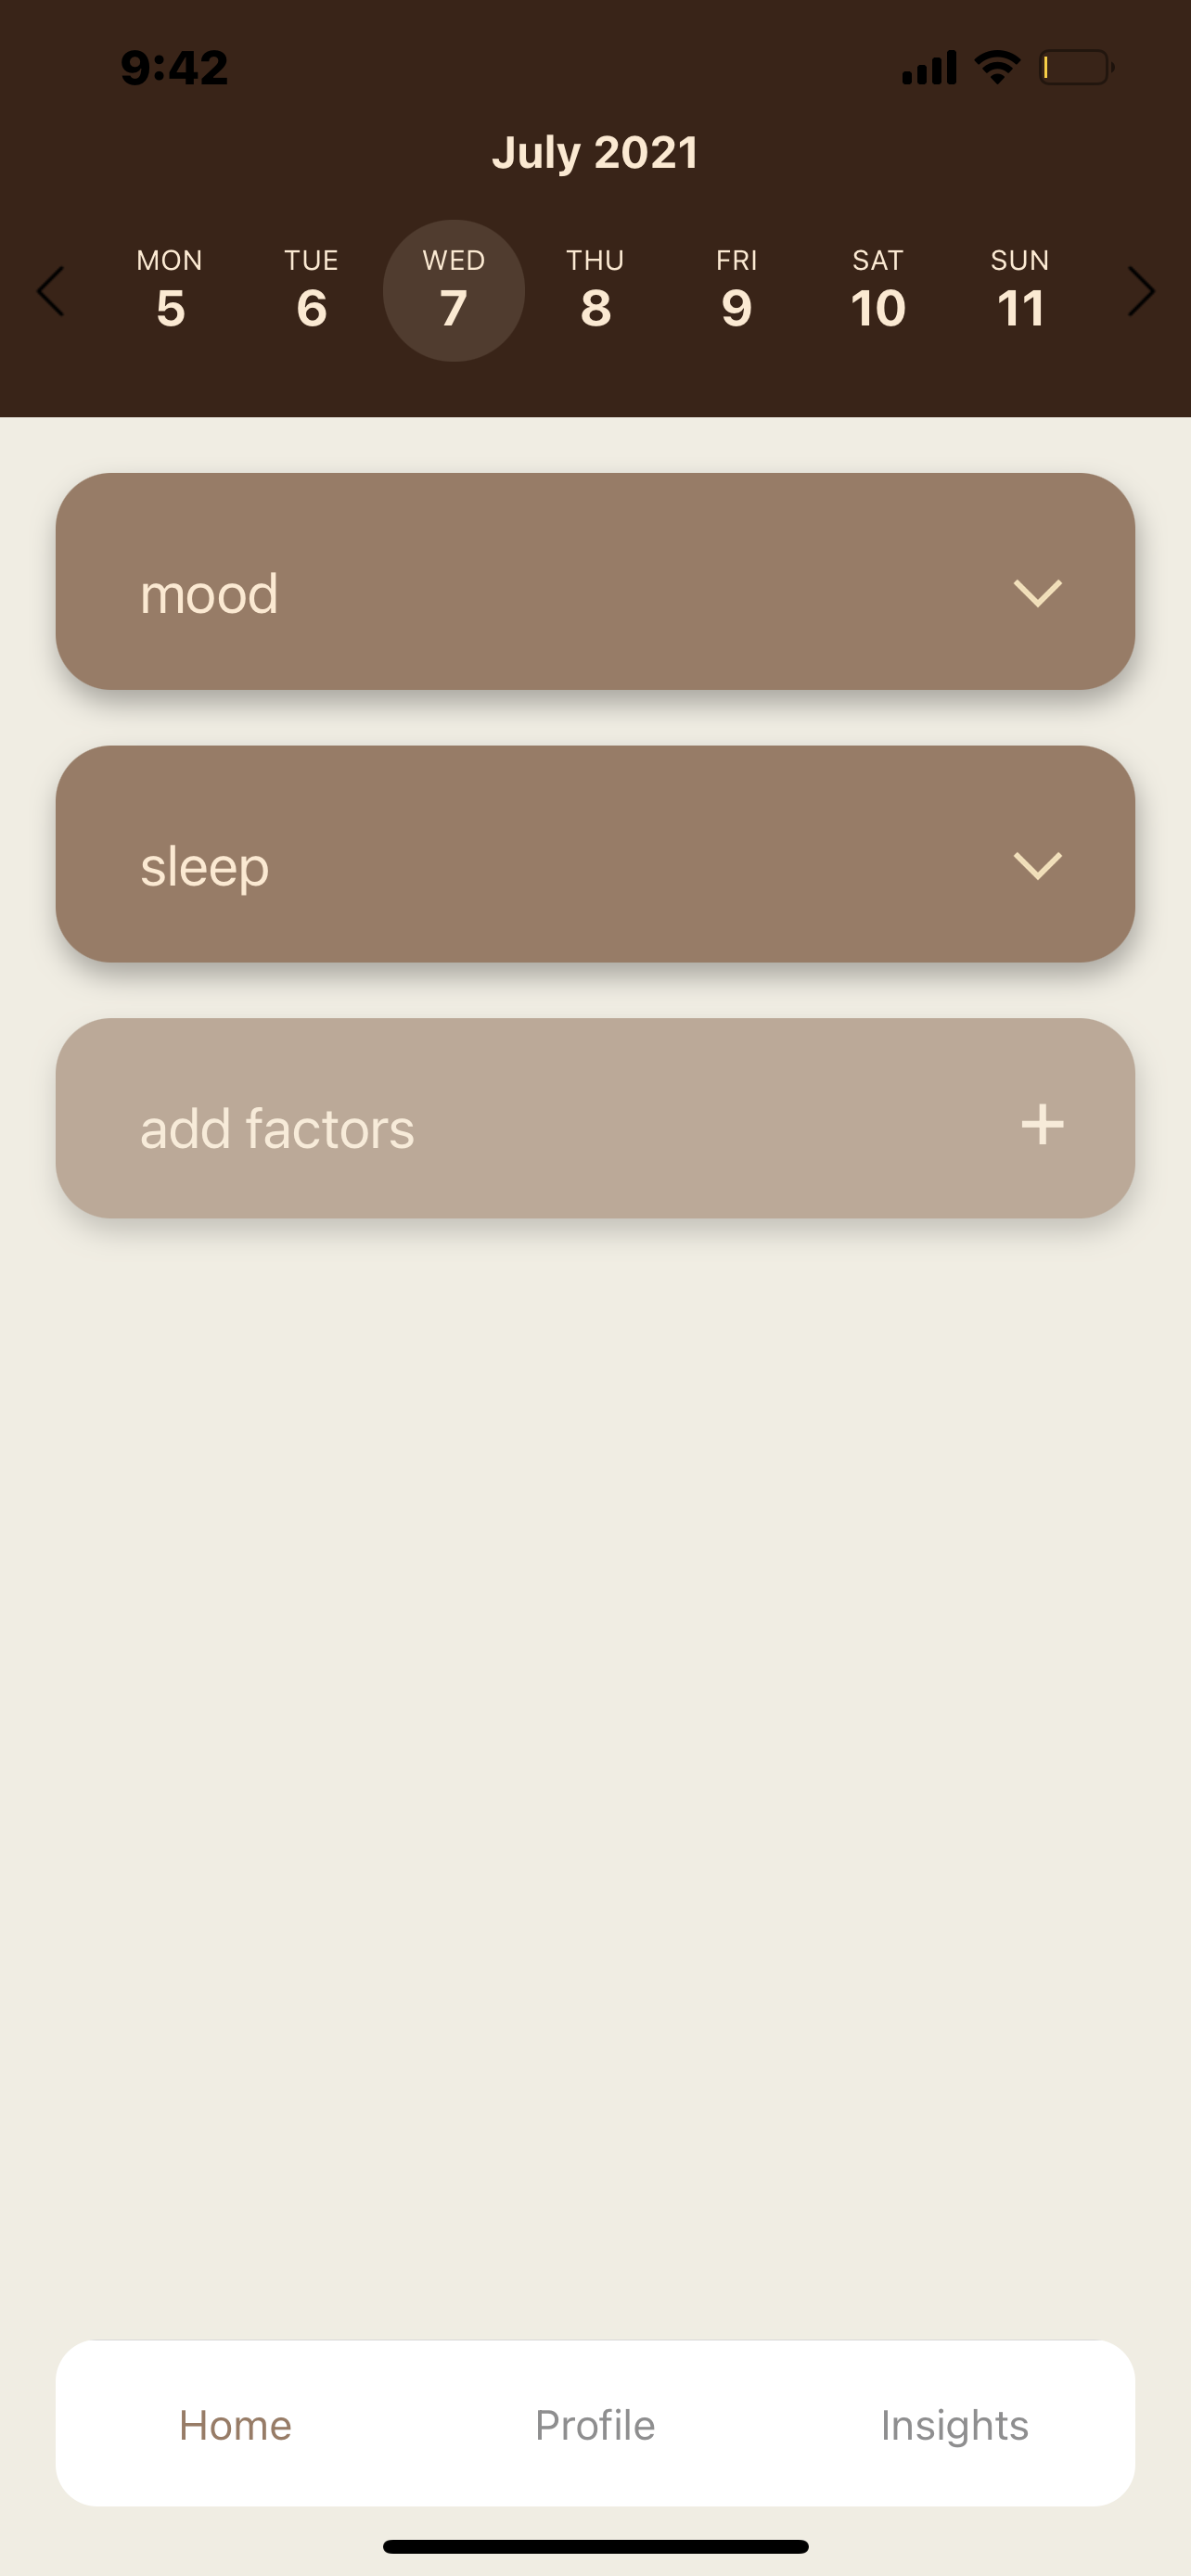 9:42
July 2021
MON TUE WED THU FRI SAT SUN
5 6 7 8 9 10 11
mood
sleep
add factors
Home Profile Insights